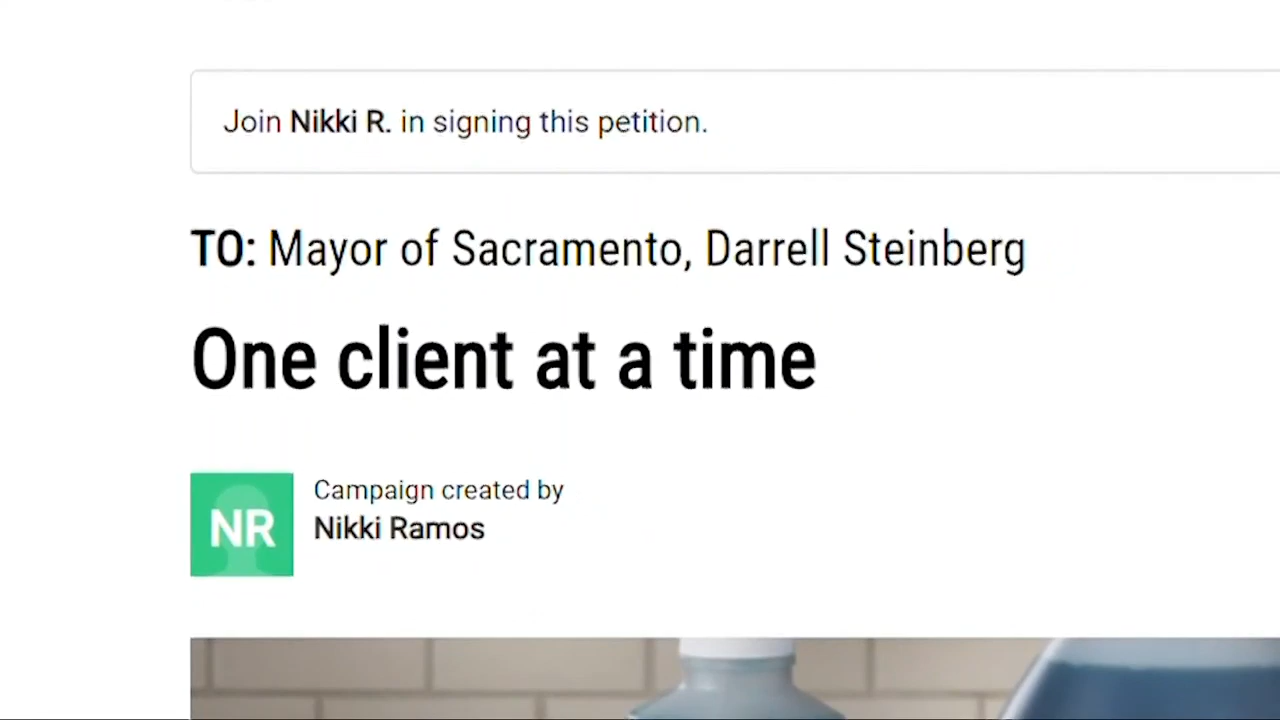 Join Nikki R. in signing this petition.
TO: Mayor of Sacramento, Darrell Steinberg
One client at a time
NR
Campaign created by
Nikki Ramos